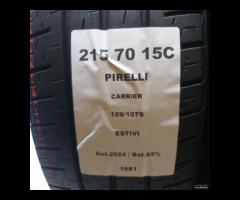 215 70 15C
PIRELLI
CARRIER
109/107S
ESTIVI
Dot.2024 / Bat.85%
1681